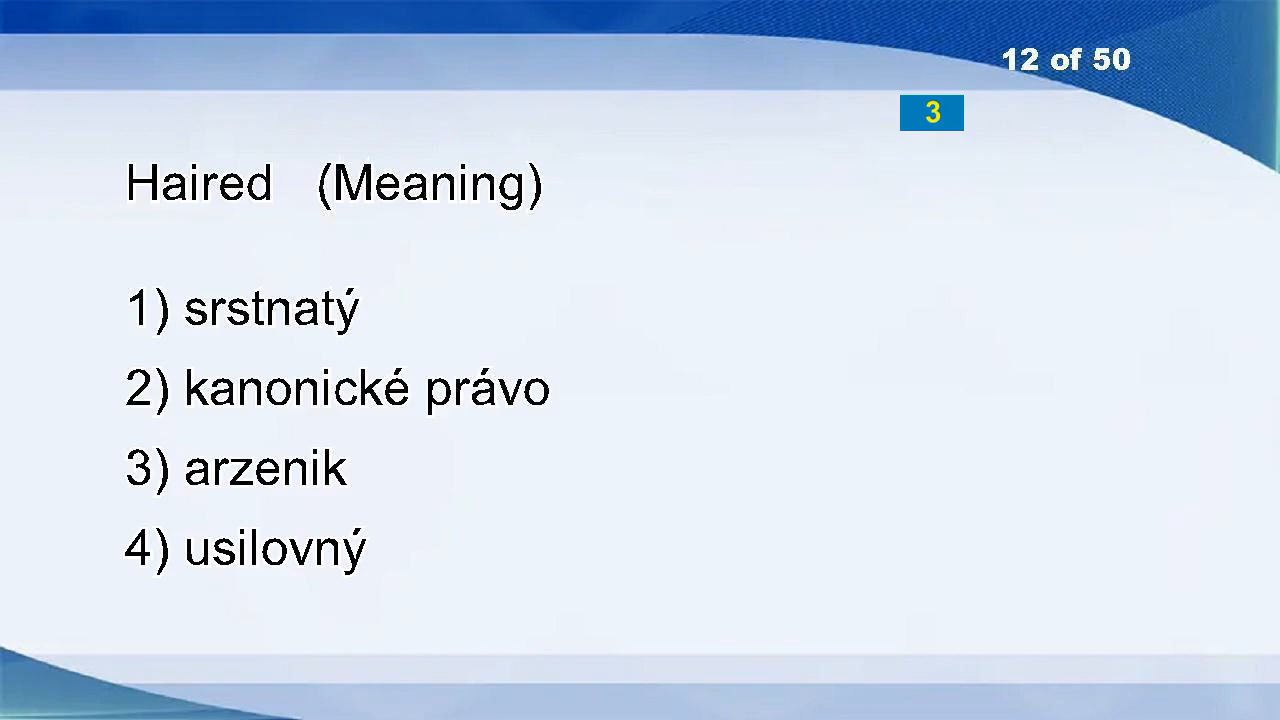 12 of 50
3
Haired (Meaning)
1) srstnatý
2) kanonické právo
3) arzenik
4) usilovný